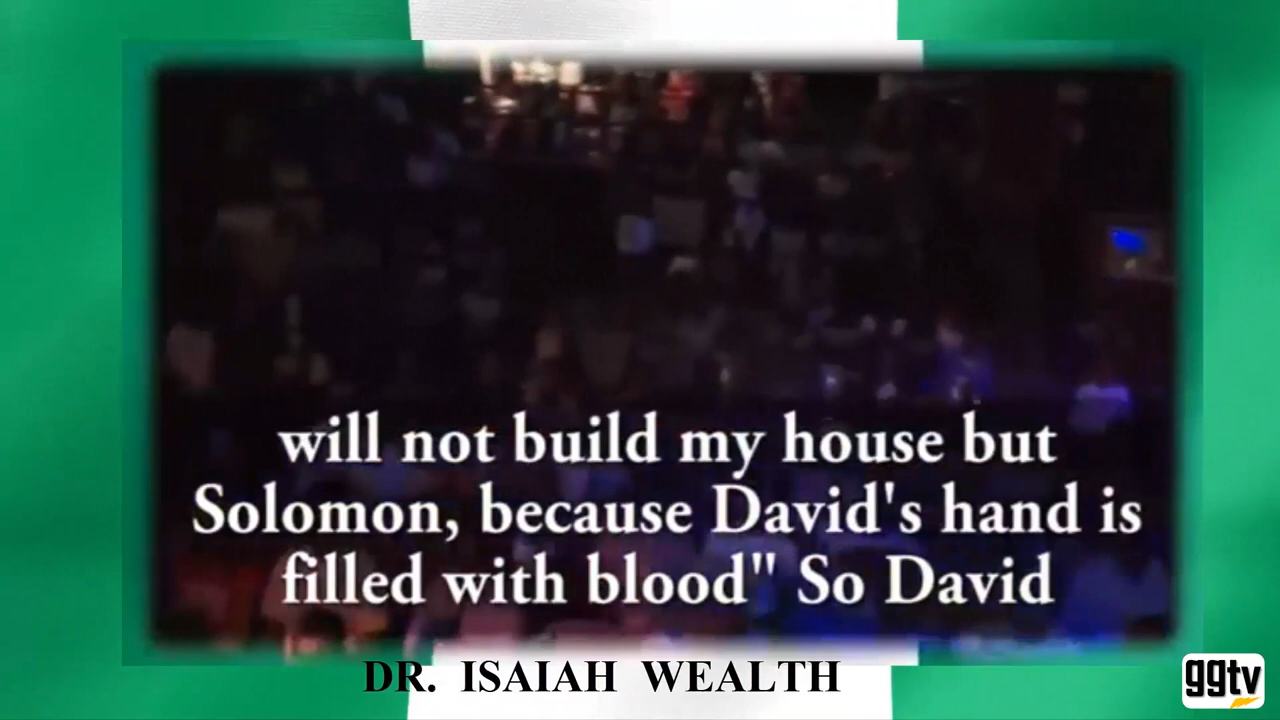 will not build my house but
Solomon, because David's hand is
filled with blood" So David
DR. ISAIAH WEALTH
ggtv